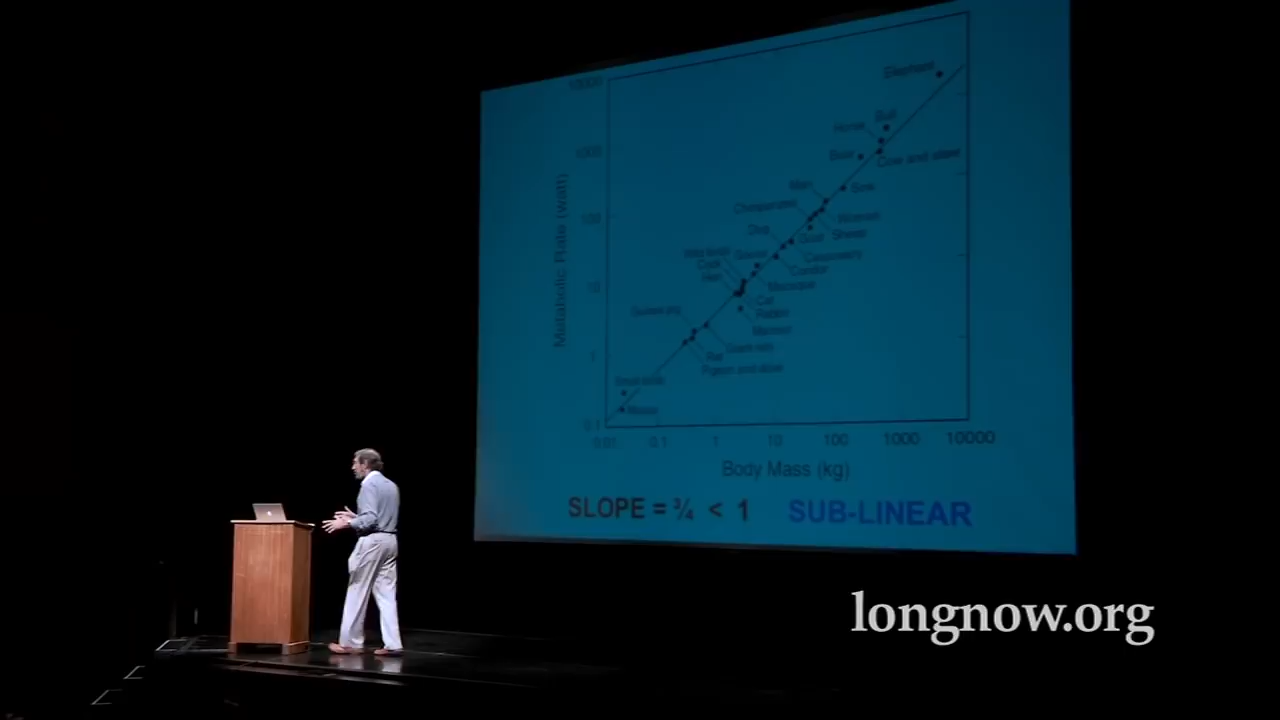 10000
Elephant
Bull
Horse
1000
Boar
Cow and steer
Man
Sow
Chimpanzee
Woman
100
Sheep
Dog
Goat
Cassowary
Condor
Macaque
10
Hen
Cat
Rabbit
Marmot
Guinea pig
1
Rat
Pigeon and dove
Small birds
Mouse
0.1
Metabolic Rate (watt)
0.01 0.1 1 10 100 1000 10000
Body Mass (kg)
SLOPE = ¾ < 1 SUB-LINEAR
longnow.org